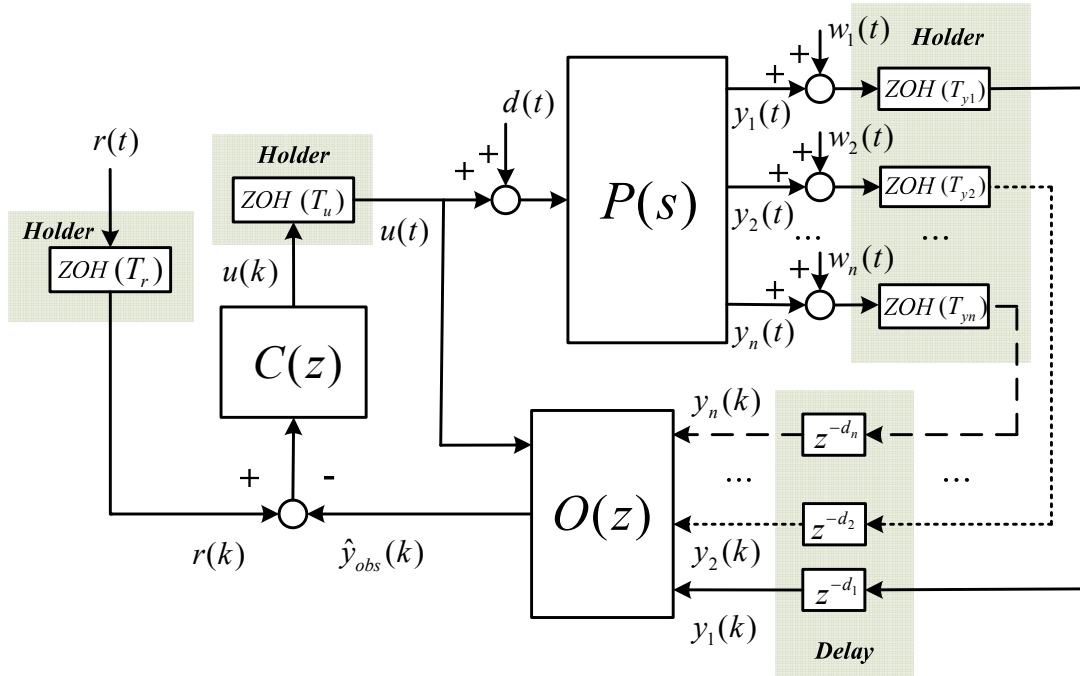 r(t)
Holder
ZOH (T_r)
Holder
ZOH (T_u)
u(t)
u(k)
C(z)
+
-
r(k)
ŷ_obs(k)
d(t)
+
+
P(s)
y_1(t)
+
+
w_1(t)
y_2(t)
+
+
w_2(t)
...
y_n(t)
+
+
w_n(t)
Holder
ZOH (T_y1)
ZOH (T_y2)
...
ZOH (T_yn)
O(z)
y_n(k)
...
y_2(k)
y_1(k)
z^-d_n
z^-d_2
z^-d_1
...
Delay